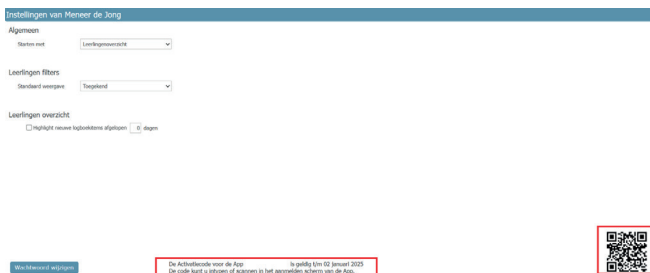 Instellingen van Meneer de Jong
Algemeen
Starten met Leerlingenoverzicht
Leerlingen filters
Standaard weergave Toegekend
Leerlingen overzicht
Highlight nieuwe logboekitems afgelopen 8 dagen
Wachtwoord wijzigen
De Activatiecode voor de App is geldig t/m 02 januari 2025
De code kunt u intypen of scannen in het aanmelden scherm van de App.